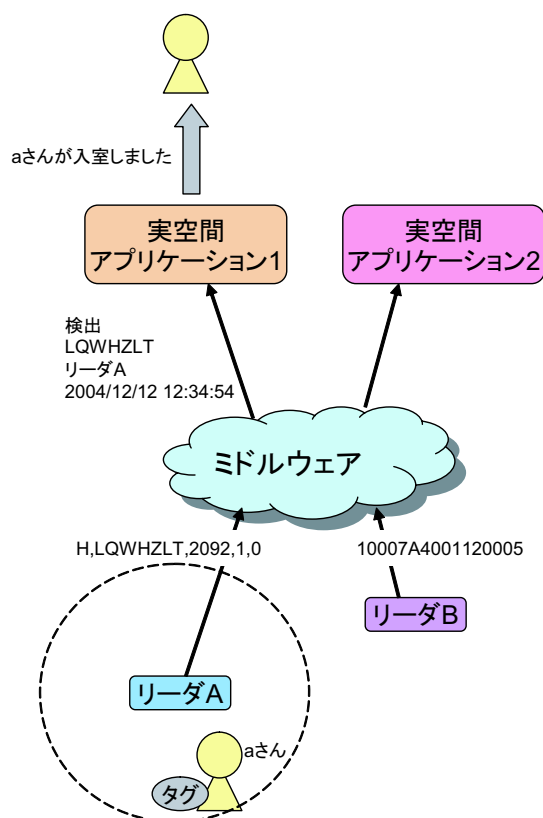 aさんが入室しました
実空間
アプリケーション1
実空間
アプリケーション2
検出
LQWHZLT
リーダA
2004/12/12 12:34:54
ミドルウェア
H,LQWHZLT,2092,1,0
10007A4001120005
リーダB
リーダA
aさん
タグ